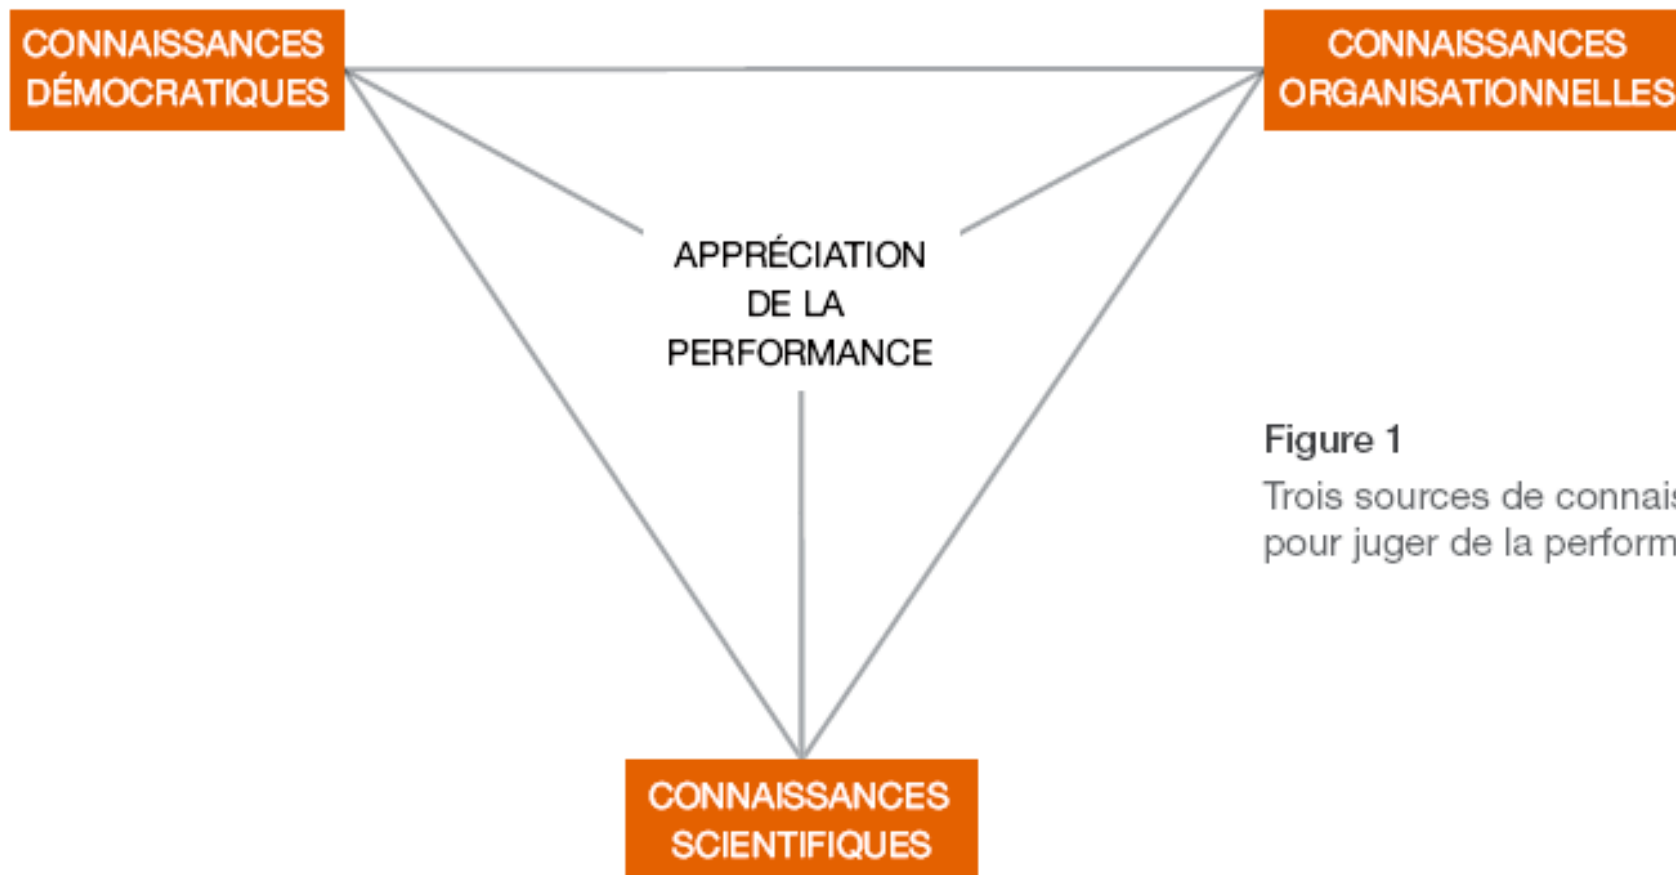 CONNAISSANCES
DÉMOCRATIQUES
CONNAISSANCES
ORGANISATIONNELLES
APPRÉCIATION
DE LA
PERFORMANCE
Figure 1
Trois sources de
pour juger de la
CONNAISSANCES
SCIENTIFIQUES